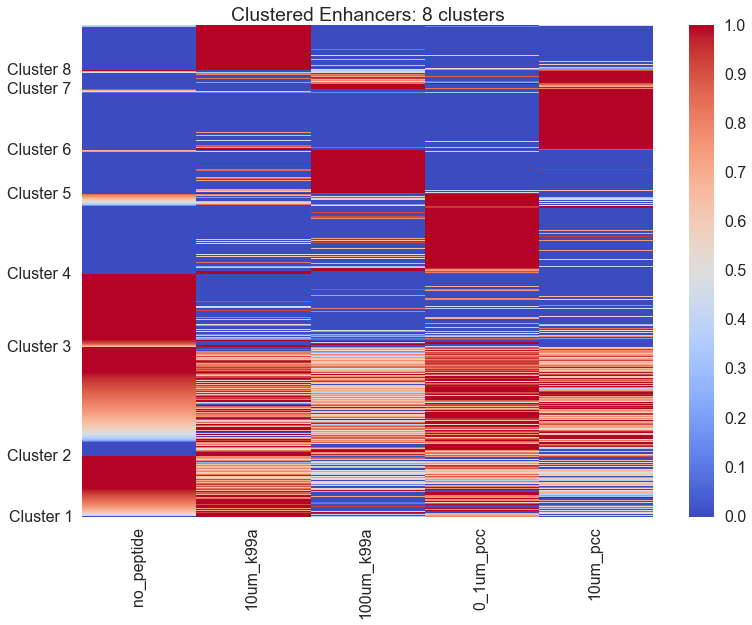 Clustered Enhancers: 8 clusters
Cluster 8
Cluster 7
Cluster 6
Cluster 5
Cluster 4
Cluster 3
Cluster 2
Cluster 1
no_peptide
10um_k99a
100um_k99a
0_1um_pcc
10um_pcc
1.0
0.9
0.8
0.7
0.6
0.5
0.4
0.3
0.2
0.1
0.0